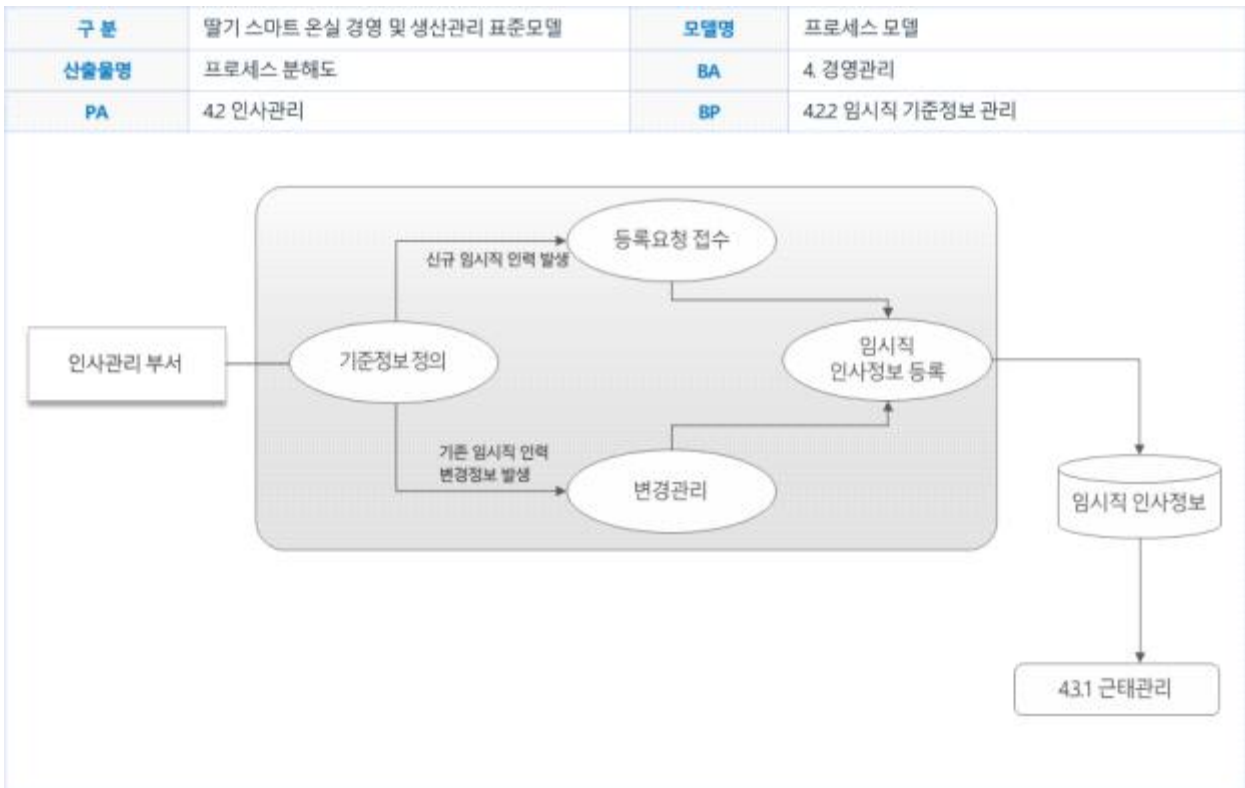 구 분 딸기 스마트 온실 경영 및 생산관리 표준모델 모델명 프로세스 모델
산출물명 프로세스 분해도 BA 4. 경영관리
PA 4.2 인사관리 BP 4.2.2 임시직 기준정보 관리
등록요청 접수
신규 임시직 인력 발생
인사관리 부서
기준정보 정의
임시직
인사정보 등록
기존 임시직 인력
변경정보 발생
변경관리
임시직 인사정보
4.3.1 근태관리